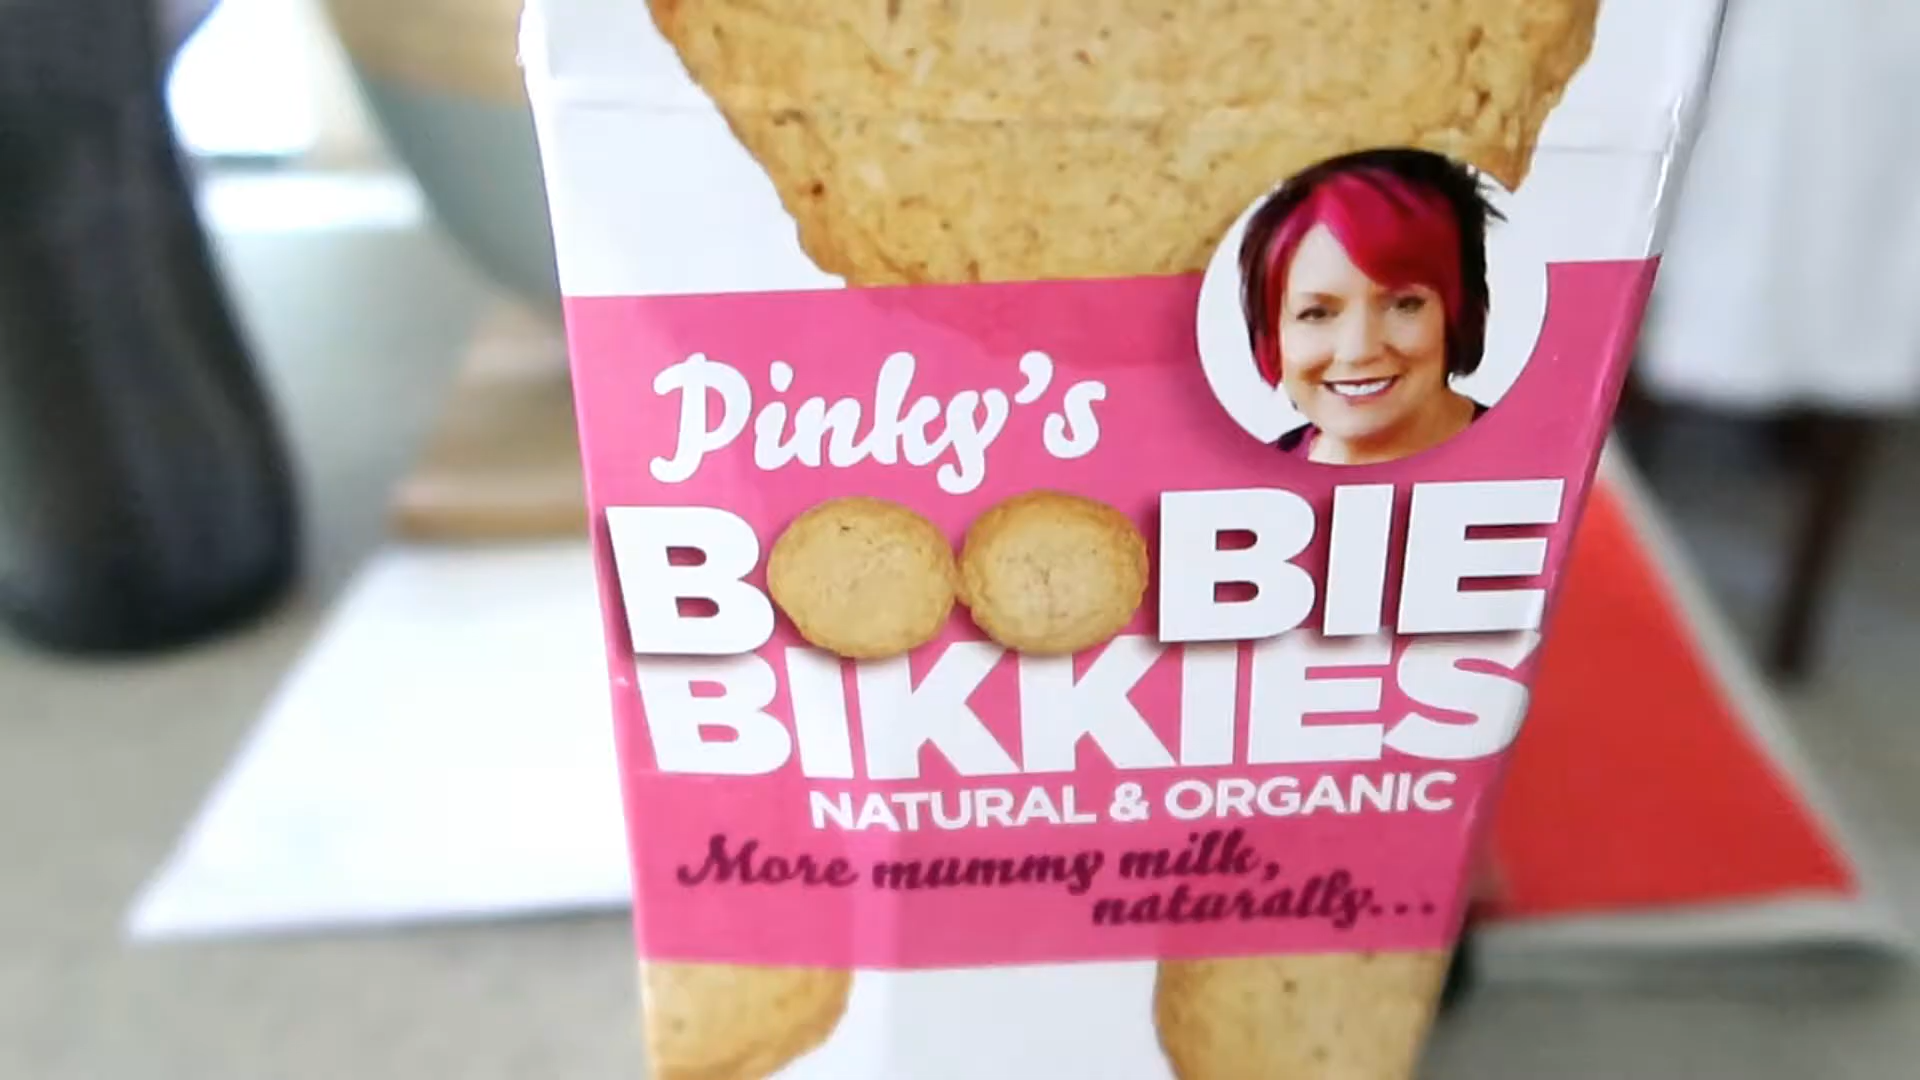 Pinky's
BOOBIE
BIKKIES
NATURAL & ORGANIC
More mummy milk,
naturally...